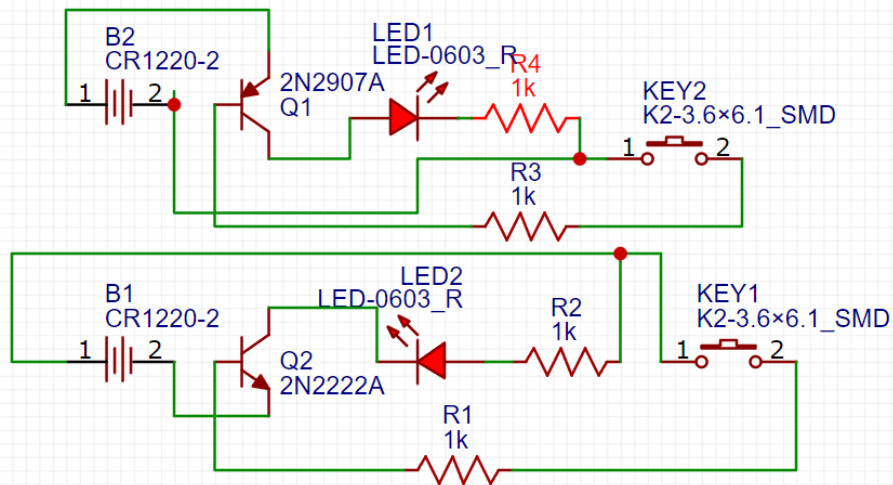 B2
CR1220-2
1
2
2N2907A
Q1
LED1
LED-0603_R
R4
1k
KEY2
K2-3.6×6.1_SMD
1
2
R3
1k
B1
CR1220-2
1
2
Q2
2N2222A
LED2
LED-0603_R
R2
1k
KEY1
K2-3.6×6.1_SMD
1
2
R1
1k